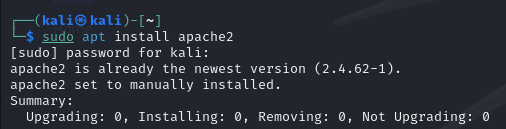 ┌──(kali㉿kali)-[~]
└─$ sudo apt install apache2
[sudo] password for kali:
apache2 is already the newest version (2.4.62-1).
apache2 set to manually installed.
Summary:
  Upgrading: 0, Installing: 0, Removing: 0, Not Upgrading: 0